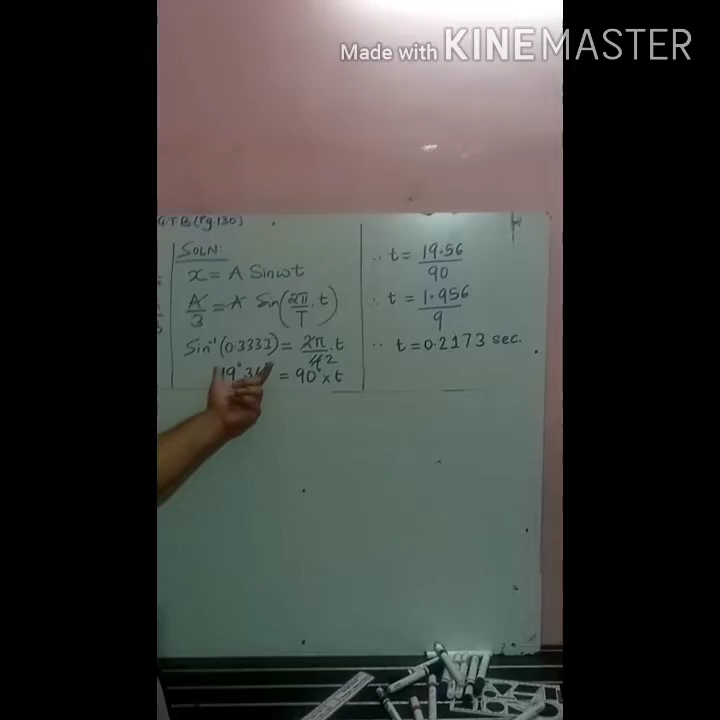 Made with KINEMASTER
G.T.B (Pg.130)
SOLN:
x = A Sinωt
A/3 = A Sin(2π/T . t)
Sin⁻¹(0.3333) = 2π/4 2 . t
= 90° × t
∴ t = 19.56/90
∴ t = 1.956/9
∴ t = 0.2173 sec.